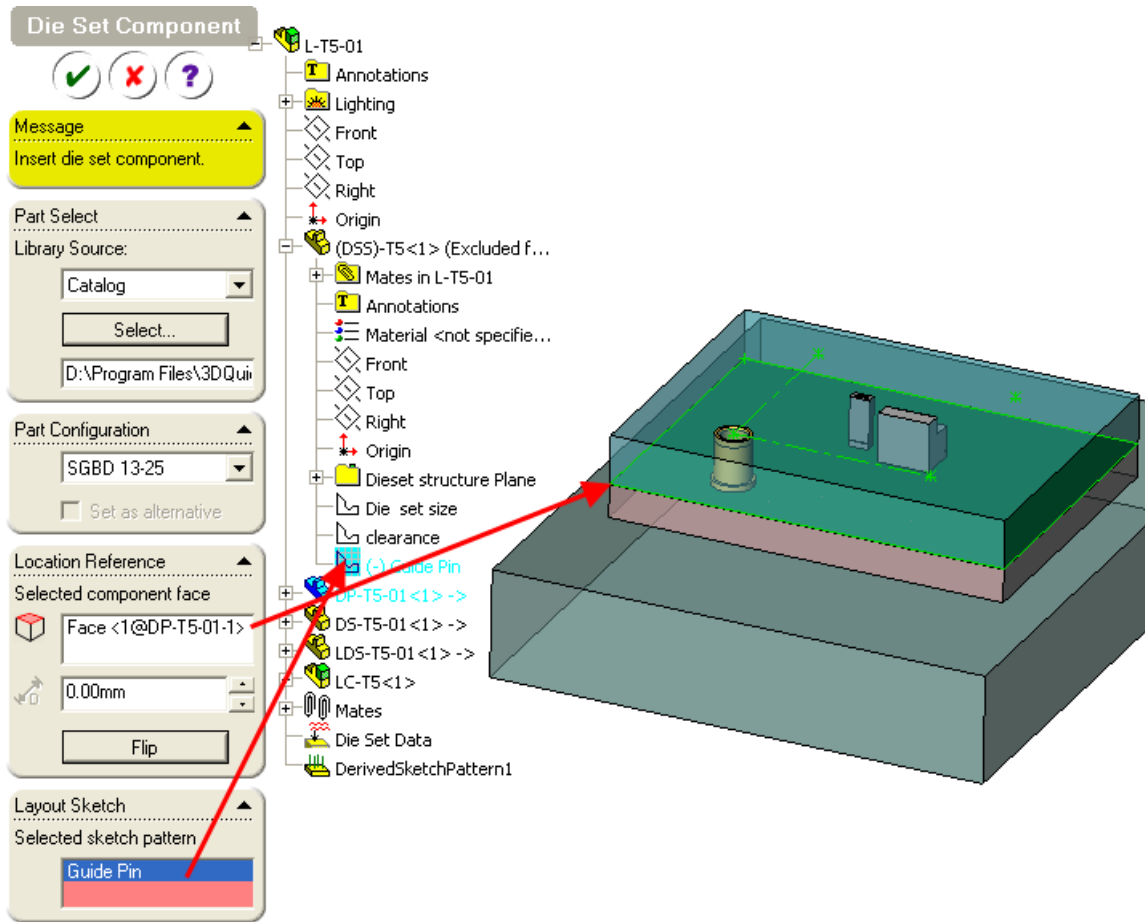 Die Set Component
Message
Insert die set component.
Part Select
Library Source:
Catalog
Select...
D:\Program Files\3DQui
Part Configuration
SGBD 13-25
Set as alternative
Location Reference
Selected component face
Face <1@DP-T5-01-1>
0.00mm
Flip
Layout Sketch
Selected sketch pattern
Guide Pin
L-T5-01
Annotations
Lighting
Front
Top
Right
Origin
(DSS)-T5<1> (Excluded f...
Mates in L-T5-01
Annotations
Material <not specifie...
Front
Top
Right
Origin
Dieset structure Plane
Die set size
clearance
(-) Guide Pin
DP-T5-01<1> ->
DS-T5-01<1> ->
LDS-T5-01<1> ->
LC-T5<1>
Mates
Die Set Data
DerivedSketchPattern1